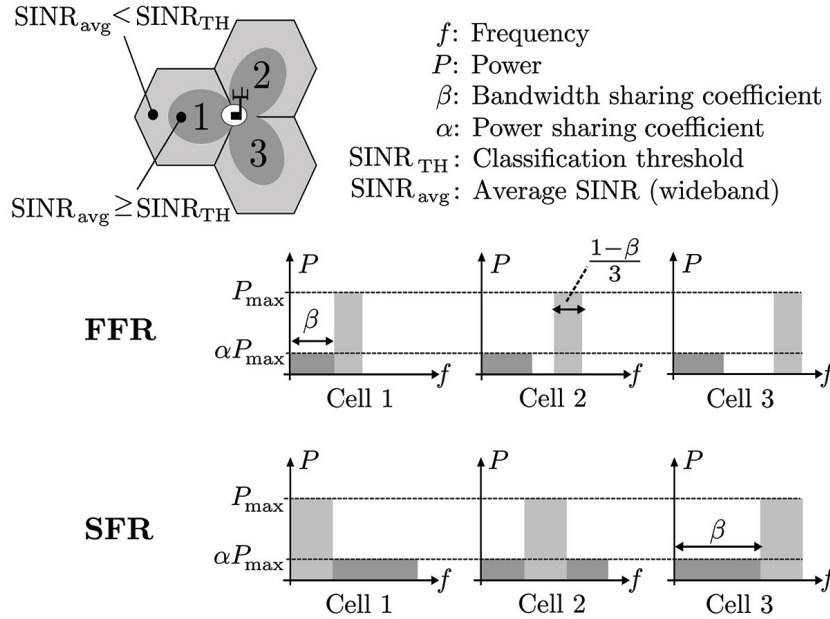 SINR_avg < SINR_TH
1
2
3
SINR_avg ≥ SINR_TH
f: Frequency
P: Power
β: Bandwidth sharing coefficient
α: Power sharing coefficient
SINR_TH: Classification threshold
SINR_avg: Average SINR (wideband)
FFR
P P P
P_max
αP_max
β
(1−β)/3
f f f
Cell 1 Cell 2 Cell 3
SFR
P P P
P_max
αP_max
β
f f f
Cell 1 Cell 2 Cell 3